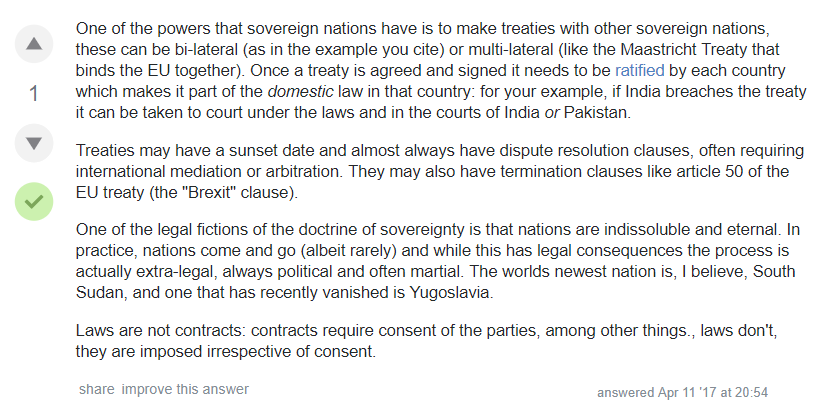 One of the powers that sovereign nations have is to make treaties with other sovereign nations,
these can be bi-lateral (as in the example you cite) or multi-lateral (like the Maastricht Treaty that
binds the EU together). Once a treaty is agreed and signed it needs to be ratified by each country
which makes it part of the domestic law in that country: for your example, if India breaches the treaty
it can be taken to court under the laws and in the courts of India or Pakistan.
1
Treaties may have a sunset date and almost always have dispute resolution clauses, often requiring
international mediation or arbitration. They may also have termination clauses like article 50 of the
EU treaty (the "Brexit" clause).
One of the legal fictions of the doctrine of sovereignty is that nations are indissoluble and eternal. In
practice, nations come and go (albeit rarely) and while this has legal consequences the process is
actually extra-legal, always political and often martial. The worlds newest nation is, I believe, South
Sudan, and one that has recently vanished is Yugoslavia.
Laws are not contracts: contracts require consent of the parties, among other things., laws don't,
they are imposed irrespective of consent.
share improve this answer
answered Apr 11 '17 at 20:54